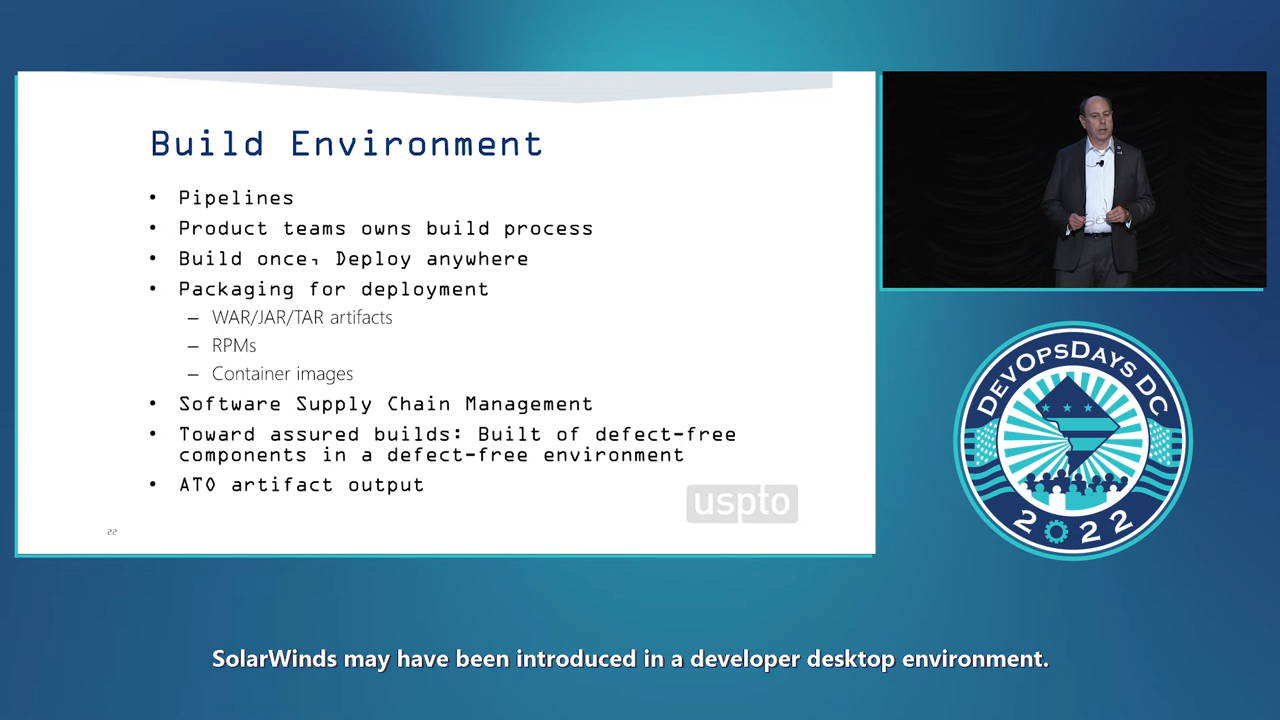 Build Environment
• Pipelines
• Product teams owns build process
• Build once, Deploy anywhere
• Packaging for deployment
– WAR/JAR/TAR artifacts
– RPMs
– Container images
• Software Supply Chain Management
• Toward assured builds: Built of defect-free
components in a defect-free environment
• ATO artifact output
uspto
22
DEVOPSDAYS DC
2022
SolarWinds may have been introduced in a developer desktop environment.